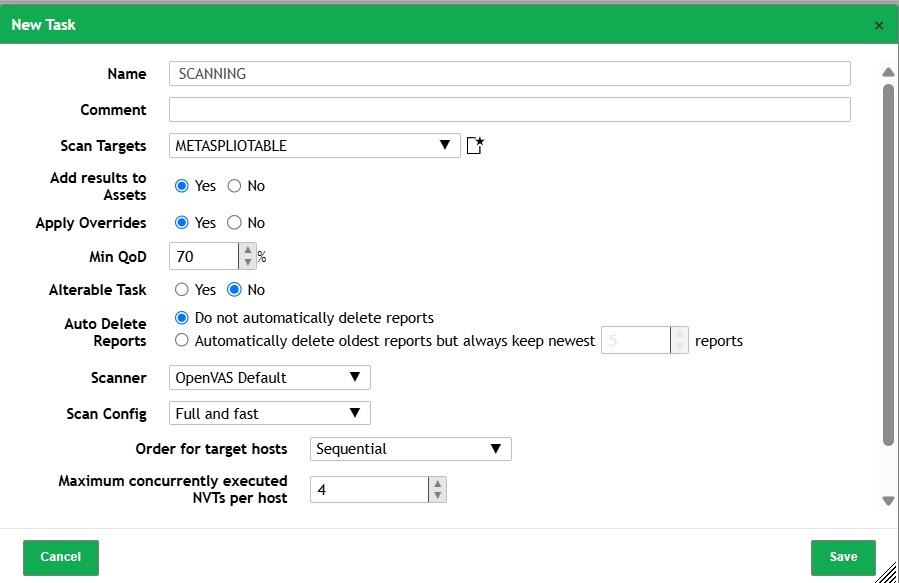 New Task
×
Name SCANNING
Comment
Scan Targets METASPLIOTABLE ▼
Add results to
Assets
Yes No
Apply Overrides Yes No
Min QoD 70 %
Alterable Task Yes No
Auto Delete
Reports
Do not automatically delete reports
Automatically delete oldest reports but always keep newest 5 reports
Scanner OpenVAS Default ▼
Scan Config Full and fast ▼
Order for target hosts Sequential ▼
Maximum concurrently executed
NVTs per host
4
Cancel Save